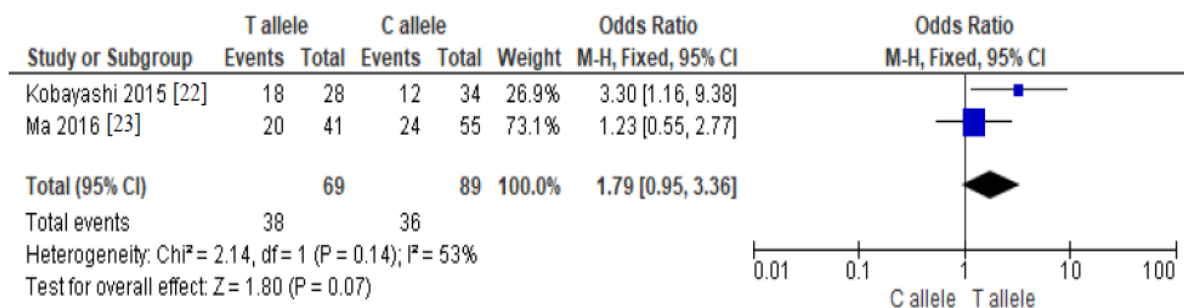 T allele C allele Odds Ratio Odds Ratio
Study or Subgroup Events Total Events Total Weight M-H, Fixed, 95% CI M-H, Fixed, 95% CI
Kobayashi 2015 [22] 18 28 12 34 26.9% 3.30 [1.16, 9.38]
Ma 2016 [23] 20 41 24 55 73.1% 1.23 [0.55, 2.77]
Total (95% CI) 69 89 100.0% 1.79 [0.95, 3.36]
Total events 38 36
Heterogeneity: Chi² = 2.14, df = 1 (P = 0.14); I² = 53%
Test for overall effect: Z = 1.80 (P = 0.07)
0.01 0.1 1 10 100
C allele T allele